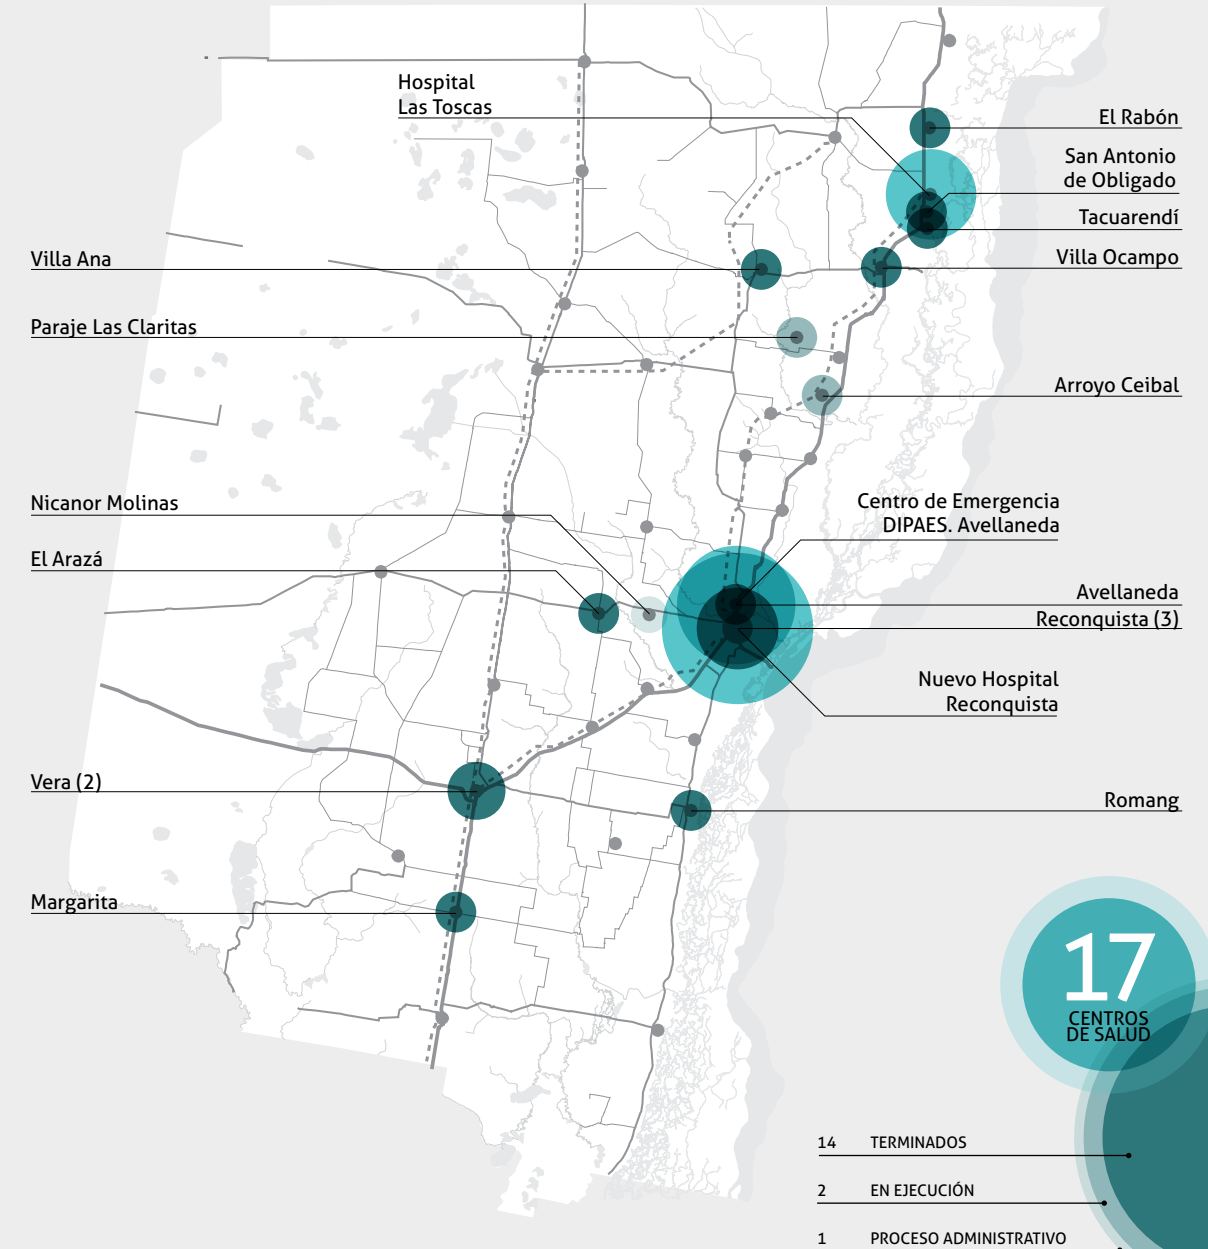 Hospital
Las Toscas
El Rabón
San Antonio
de Obligado
Tacuarendí
Villa Ana
Villa Ocampo
Paraje Las Claritas
Arroyo Ceibal
Nicanor Molinas
Centro de Emergencia
DIPAES. Avellaneda
El Arazá
Avellaneda
Reconquista (3)
Nuevo Hospital
Reconquista
Vera (2)
Romang
Margarita
17
CENTROS
DE SALUD
14 TERMINADOS
2 EN EJECUCIÓN
1 PROCESO ADMINISTRATIVO